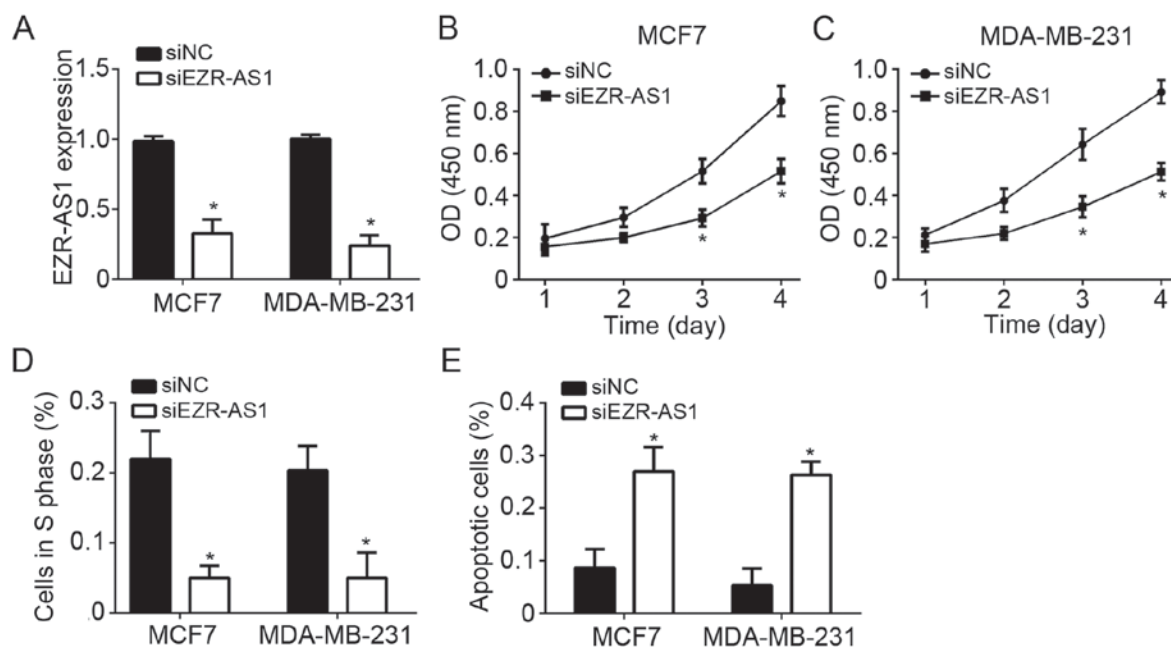 A
siNC
siEZR-AS1
EZR-AS1 expression
1.5
1.0
0.5
0
*
*
MCF7
MDA-MB-231
B
MCF7
siNC
siEZR-AS1
OD (450 nm)
1.0
0.8
0.6
0.4
0.2
0
*
*
1
2
3
4
Time (day)
C
MDA-MB-231
siNC
siEZR-AS1
OD (450 nm)
1.0
0.8
0.6
0.4
0.2
0
*
*
1
2
3
4
Time (day)
D
siNC
siEZR-AS1
Cells in S phase (%)
0.3
0.2
0.1
0
*
*
MCF7
MDA-MB-231
E
siNC
siEZR-AS1
Apoptotic cells (%)
0.4
0.3
0.2
0.1
0
*
*
MCF7
MDA-MB-231